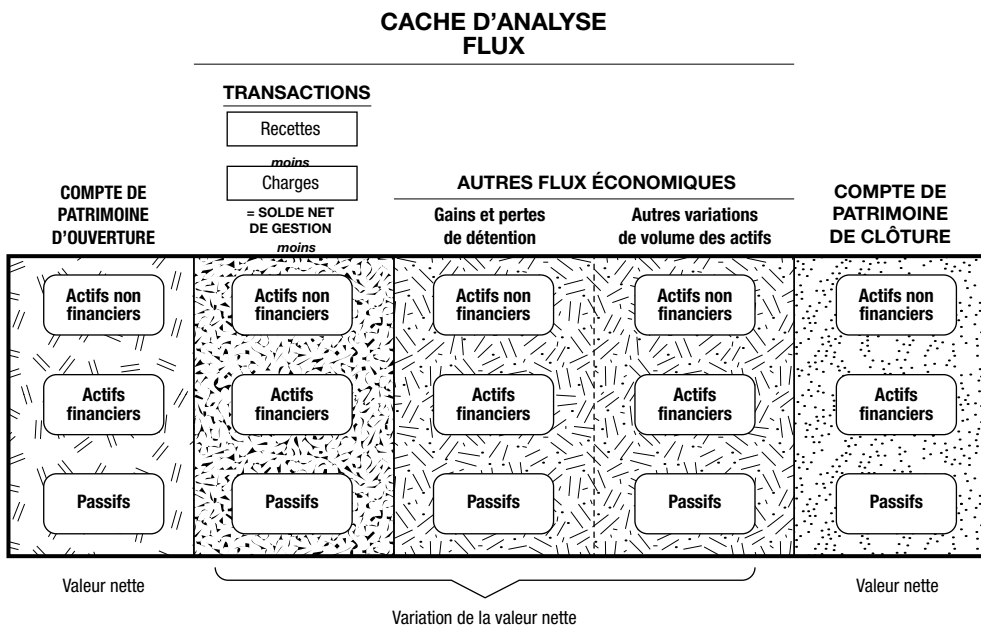 CACHE D'ANALYSE
FLUX
TRANSACTIONS
Recettes
moins
Charges
= SOLDE NET
DE GESTION
moins
AUTRES FLUX ÉCONOMIQUES
COMPTE DE
PATRIMOINE
D'OUVERTURE
Gains et pertes
de détention
Autres variations
de volume des actifs
COMPTE DE
PATRIMOINE
DE CLÔTURE
Actifs non
financiers
Actifs non
financiers
Actifs non
financiers
Actifs non
financiers
Actifs non
financiers
Actifs
financiers
Actifs
financiers
Actifs
financiers
Actifs
financiers
Actifs
financiers
Passifs
Passifs
Passifs
Passifs
Passifs
Valeur nette
Valeur nette
Variation de la valeur nette